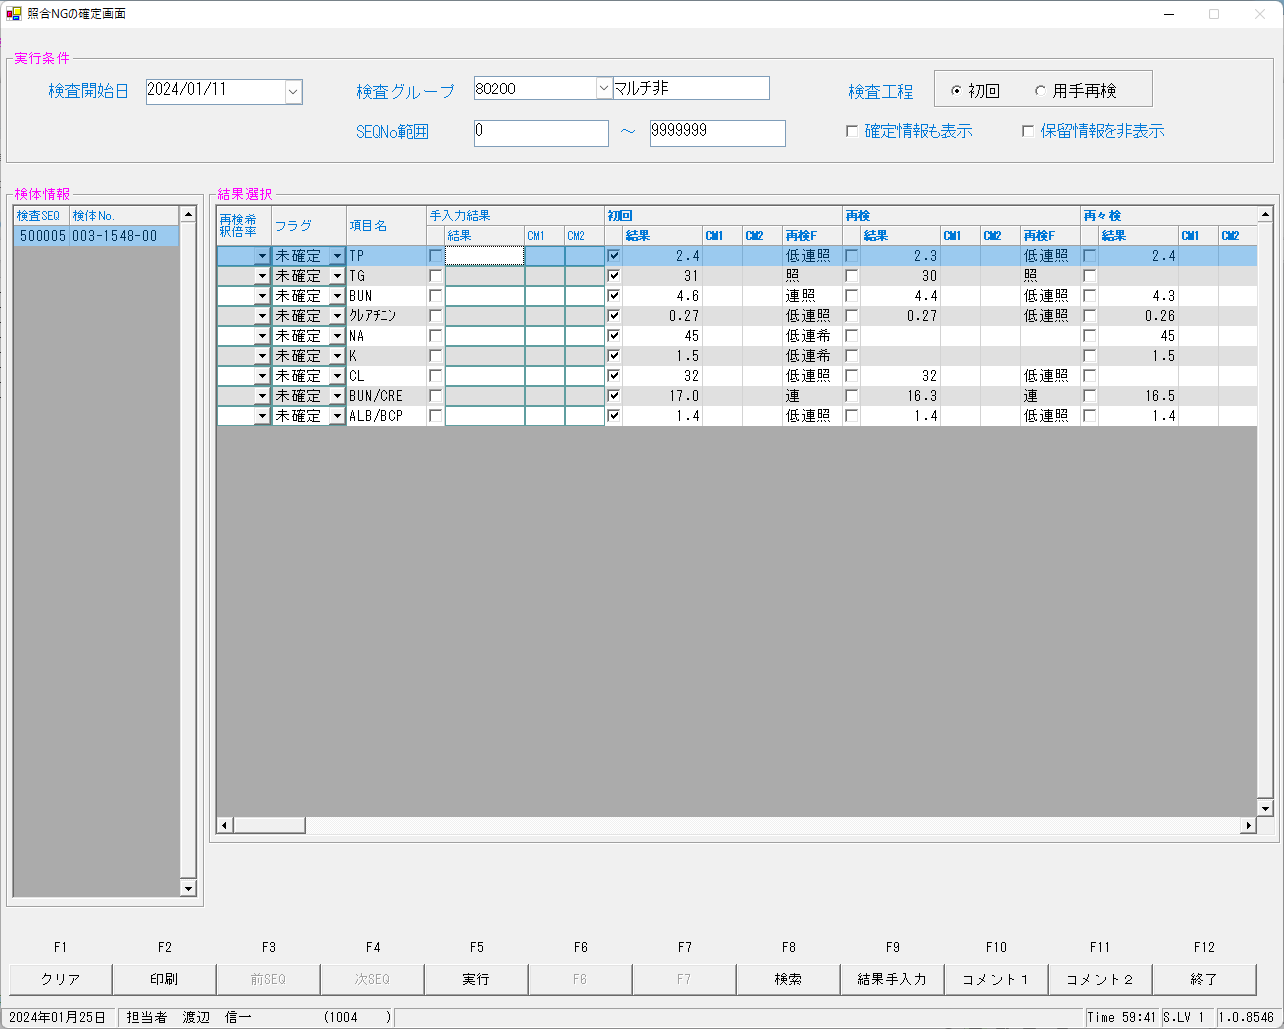 照合NGの確定画面
実行条件
検査開始日 2024/01/11 検査グループ 80200 マルチ非 検査工程 初回 用手再検
SEQNo範囲 0 ～ 9999999 確定情報も表示 保留情報を非表示
検体情報
検査SEQ 検体No.
500005 003-1548-00
結果選択
再検希釈倍率 フラグ 項目名 手入力結果 初回 再検 再々検
結果 CM1 CM2 結果 CM1 CM2 再検F 結果 CM1 CM2 再検F 結果 CM1 CM2
未確定 TP 2.4 低連照 2.3 低連照 2.4
未確定 TG 31 照 30 照
未確定 BUN 4.6 連照 4.4 低連照 4.3
未確定 ｸﾚｱﾁﾆﾝ 0.27 低連照 0.27 低連照 0.26
未確定 NA 45 低連希 45
未確定 K 1.5 低連希 1.5
未確定 CL 32 低連照 32 低連照
未確定 BUN/CRE 17.0 連 16.3 連 16.5
未確定 ALB/BCP 1.4 低連照 1.4 低連照 1.4
F1 F2 F3 F4 F5 F6 F7 F8 F9 F10 F11 F12
クリア 印刷 前SEQ 次SEQ 実行 F6 F7 検索 結果手入力 コメント１ コメント２ 終了
2024年01月25日 担当者 渡辺 信一 (1004 ) Time 59:41 S.LV 1 1.0.8546